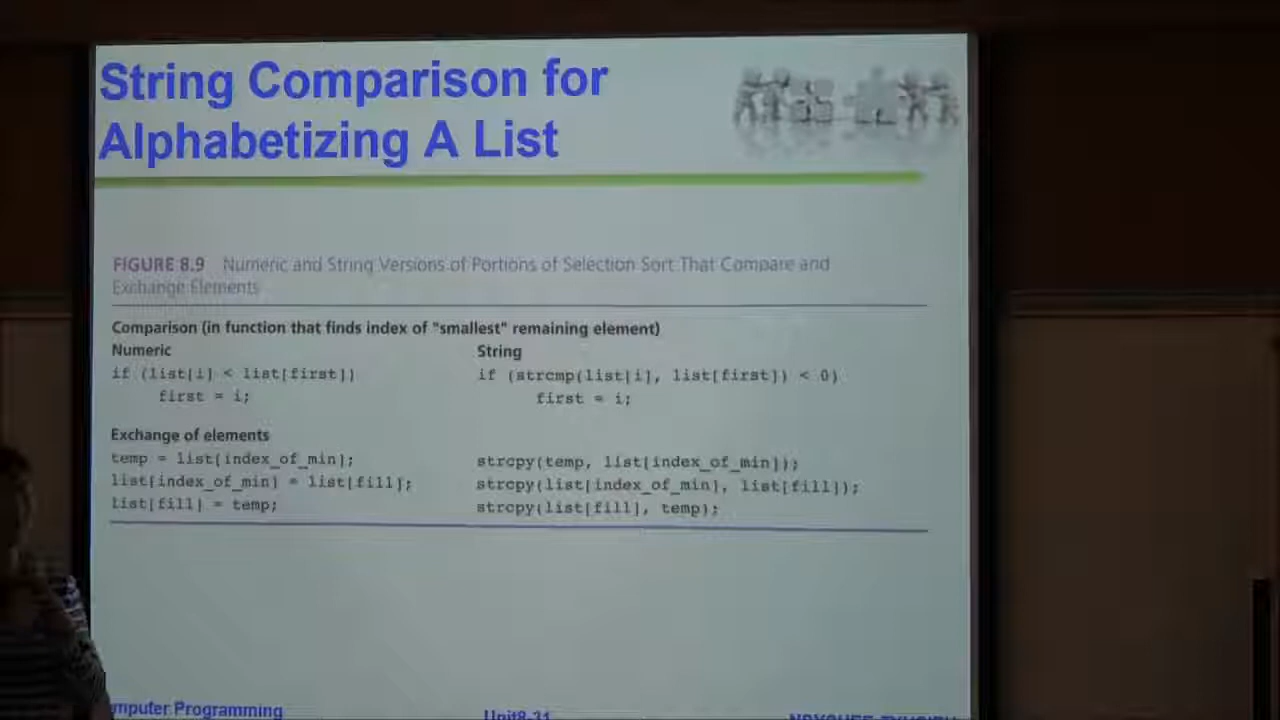 String Comparison for
Alphabetizing A List
FIGURE 8.9 Numeric and String Versions of Portions of Selection Sort That Compare and
Exchange Elements
Comparison (in function that finds index of "smallest" remaining element)
Numeric String
if (list[i] < list[first]) if (strcmp(list[i], list[first]) < 0)
first = i; first = i;
Exchange of elements
temp = list[index_of_min]; strcpy(temp, list[index_of_min]);
list[index_of_min] = list[fill]; strcpy(list[index_of_min], list[fill]);
list[fill] = temp; strcpy(list[fill], temp);
mputer Programming Unit8-31